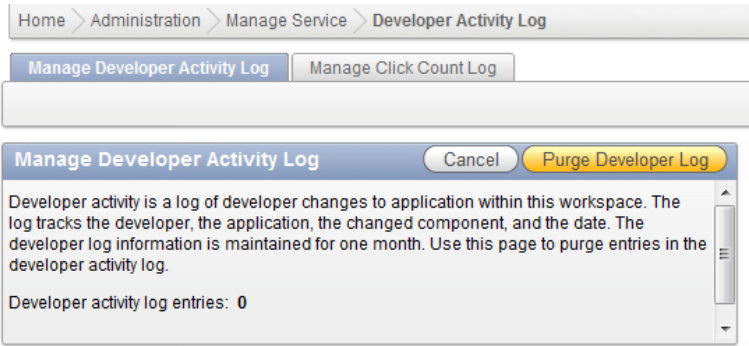 Home Administration Manage Service Developer Activity Log
Manage Developer Activity Log Manage Click Count Log
Manage Developer Activity Log Cancel Purge Developer Log
Developer activity is a log of developer changes to application within this workspace. The
log tracks the developer, the application, the changed component, and the date. The
developer log information is maintained for one month. Use this page to purge entries in the
developer activity log.
Developer activity log entries: 0